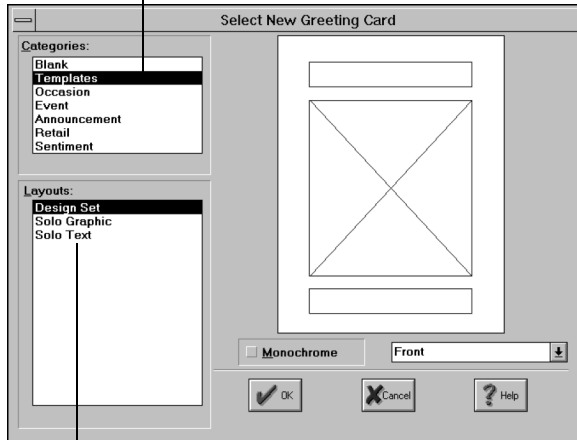 Select New Greeting Card
Categories:
Blank
Templates
Occasion
Event
Announcement
Retail
Sentiment
Layouts:
Design Set
Solo Graphic
Solo Text
Monochrome
Front
OK
Cancel
Help